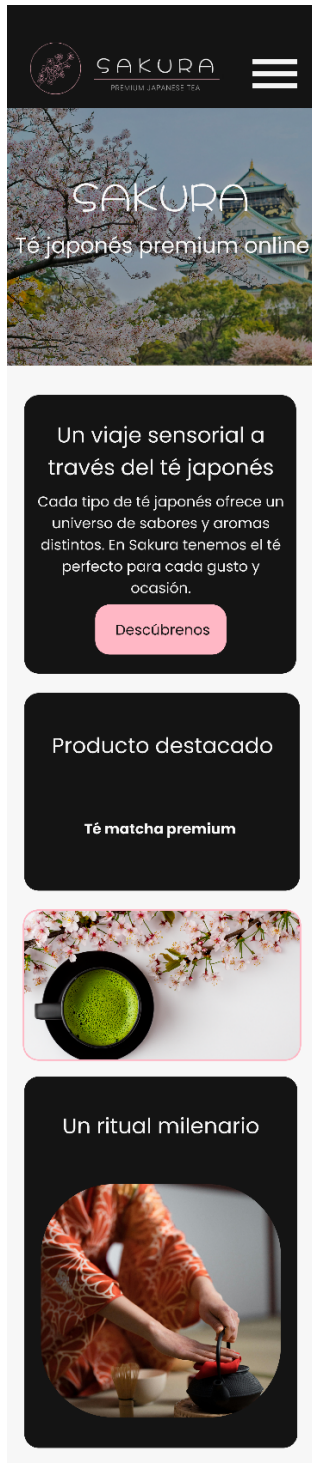 SAKURA
PREMIUM JAPANESE TEA
SAKURA
Té japonés premium online
Un viaje sensorial a
través del té japonés
Cada tipo de té japonés ofrece un
universo de sabores y aromas
distintos. En Sakura tenemos el té
perfecto para cada gusto y
ocasión.
Descúbrenos
Producto destacado
Té matcha premium
Un ritual milenario